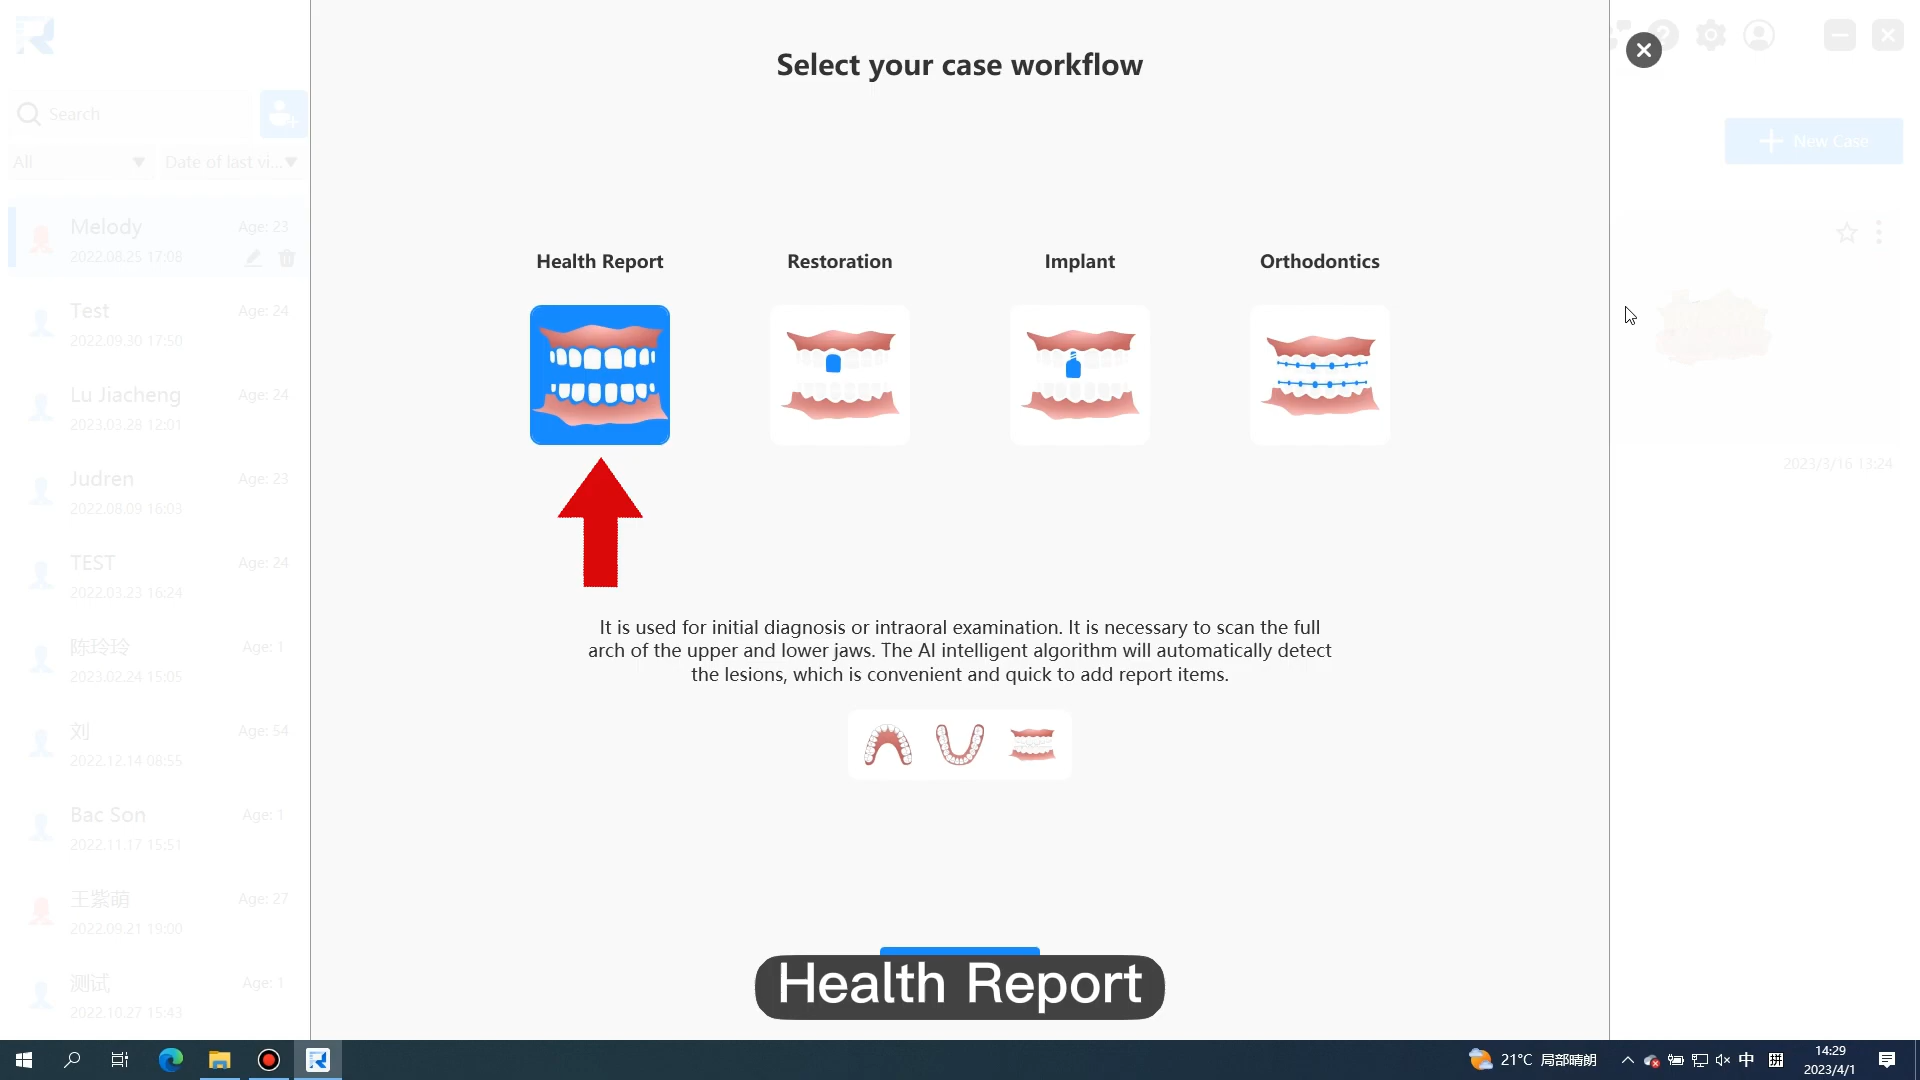 Select your case workflow
Search
All
Date of last vi...
New Case
Melody
Age: 23
2022.08.25 17:08
Test
Age: 24
2022.09.30 17:50
Lu Jiacheng
Age: 24
2023.03.28 12:01
Judren
Age: 23
2022.08.09 16:03
TEST
Age: 24
2022.03.23 16:24
陈玲玲
Age: 1
2023.02.24 15:05
刘
Age: 54
2022.12.14 08:55
Bac Son
Age: 1
2022.11.17 15:51
王紫萌
Age: 27
2022.09.21 19:00
测试
Age: 1
2022.10.27 15:43
Health Report
Restoration
Implant
Orthodontics
2023/3/16 13:24
It is used for initial diagnosis or intraoral examination. It is necessary to scan the full
arch of the upper and lower jaws. The AI intelligent algorithm will automatically detect
the lesions, which is convenient and quick to add report items.
Health Report
21°C 局部晴朗
中
拼
14:29
2023/4/1